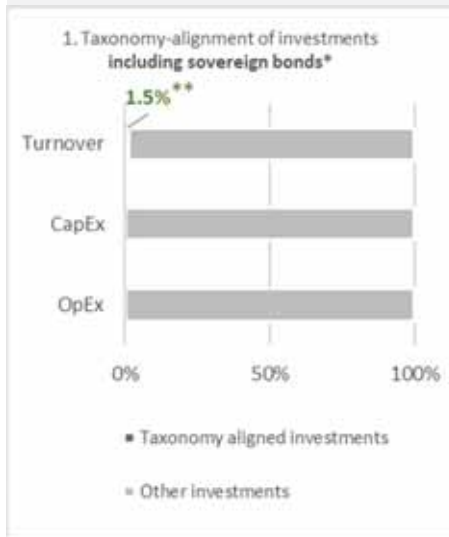 1. Taxonomy-alignment of investments
including sovereign bonds*
1.5%**
Turnover
CapEx
OpEx
0% 50% 100%
Taxonomy aligned investments
Other investments